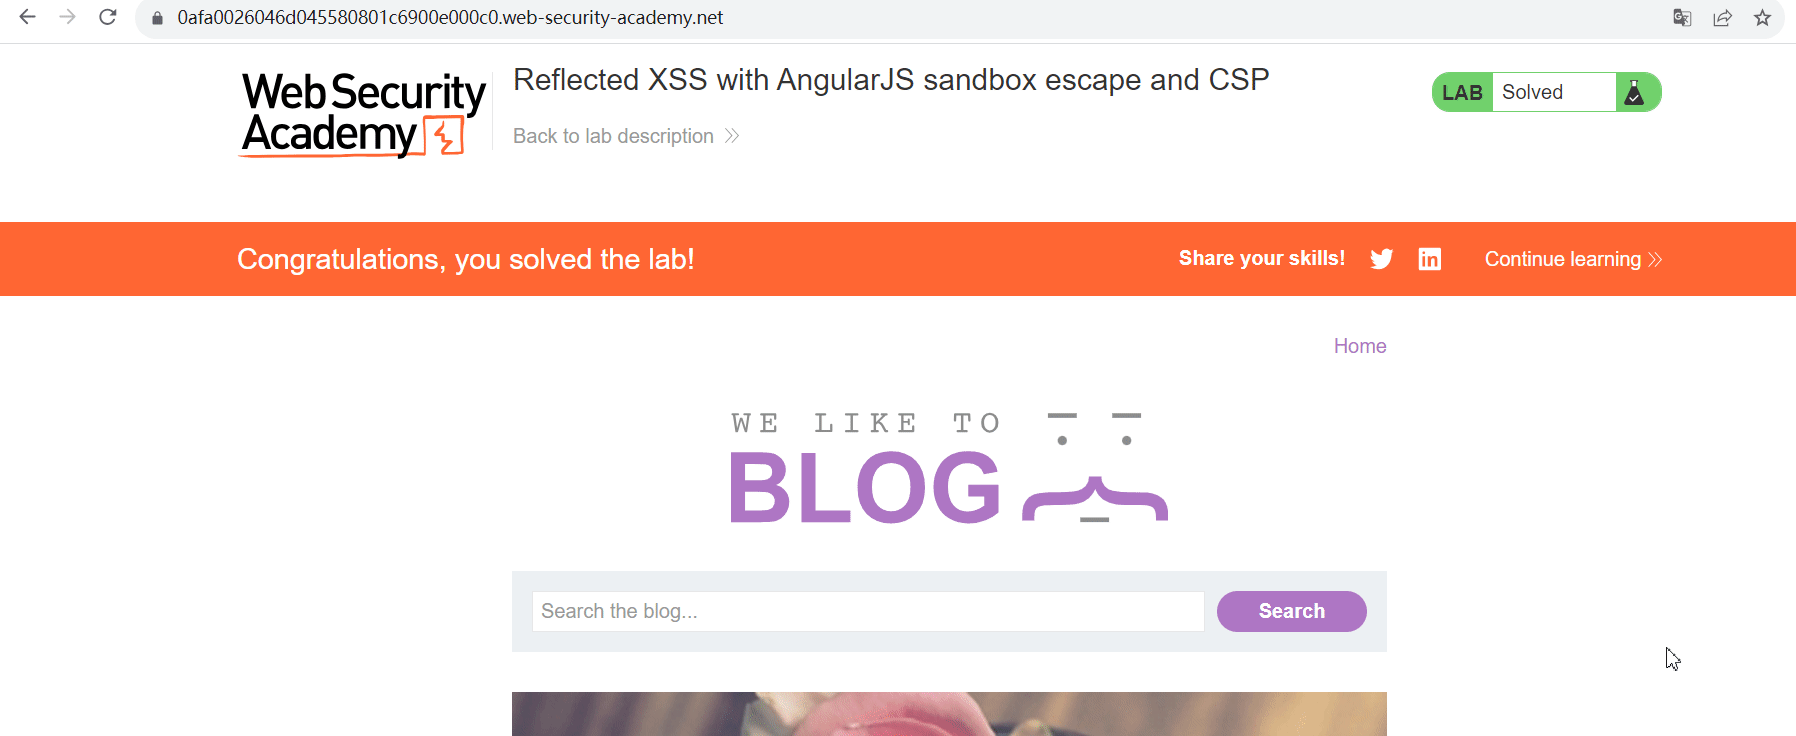 0afa0026046d045580801c6900e000c0.web-security-academy.net
Web Security
Academy
Reflected XSS with AngularJS sandbox escape and CSP
Back to lab description
LAB Solved
Congratulations, you solved the lab!
Share your skills!
Continue learning
Home
WE LIKE TO
BLOG
Search the blog...
Search